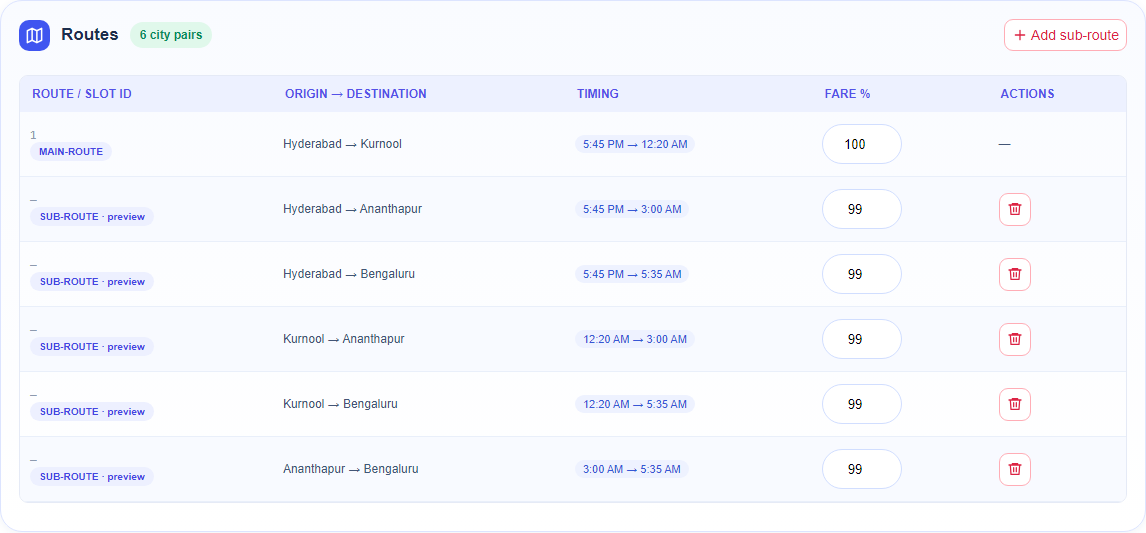 Routes 6 city pairs + Add sub-route
ROUTE / SLOT ID ORIGIN → DESTINATION TIMING FARE % ACTIONS
1
MAIN-ROUTE Hyderabad → Kurnool 5:45 PM → 12:20 AM 100 —
–
SUB-ROUTE · preview Hyderabad → Ananthapur 5:45 PM → 3:00 AM 99
–
SUB-ROUTE · preview Hyderabad → Bengaluru 5:45 PM → 5:35 AM 99
–
SUB-ROUTE · preview Kurnool → Ananthapur 12:20 AM → 3:00 AM 99
–
SUB-ROUTE · preview Kurnool → Bengaluru 12:20 AM → 5:35 AM 99
–
SUB-ROUTE · preview Ananthapur → Bengaluru 3:00 AM → 5:35 AM 99